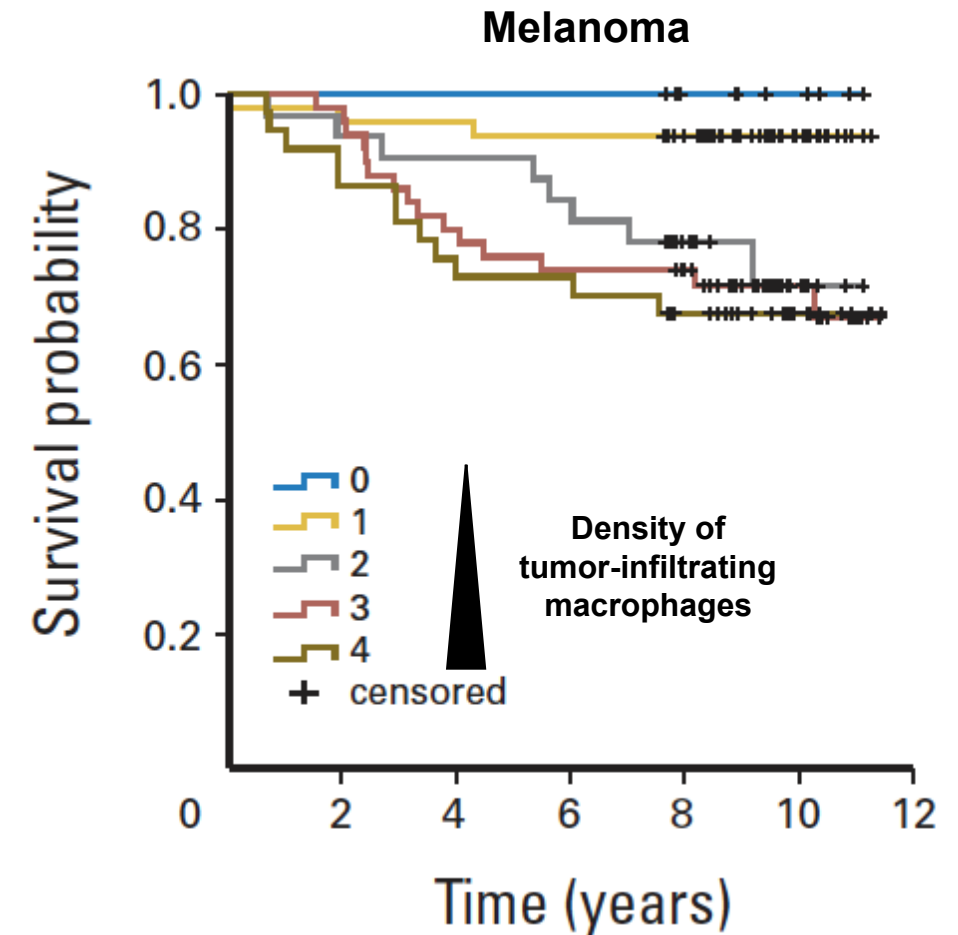 Melanoma
Survival probability
1.0
0.8
0.6
0.4
0.2
0
1
2
3
4
censored
Density of
tumor-infiltrating
macrophages
0 2 4 6 8 10 12
Time (years)